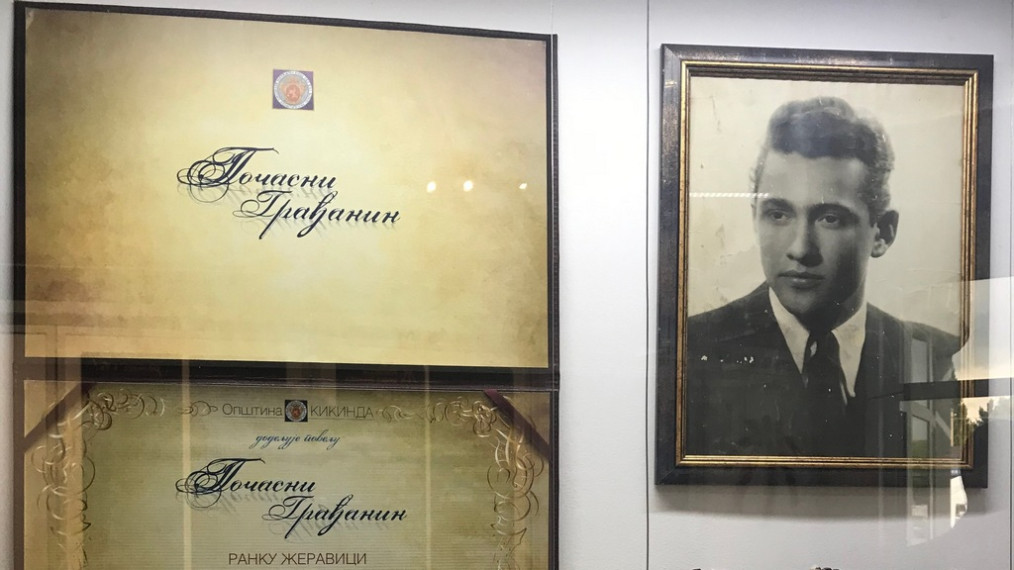 Почасни
Грађанин
Општина КИКИНДА
додељује повељу
Почасни
Грађанин
РАНКУ ЖЕРАВИЦИ